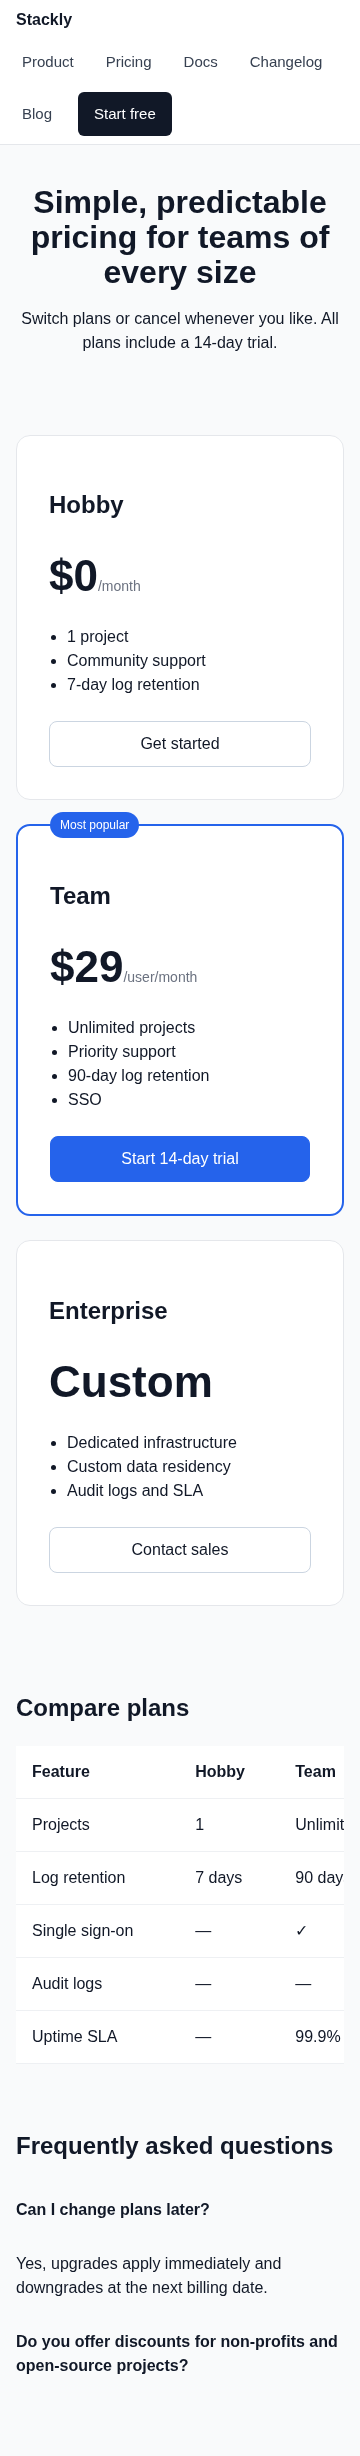 Stackly
Product Pricing Docs Changelog
Blog Start free
Simple, predictable
pricing for teams of
every size
Switch plans or cancel whenever you like. All
plans include a 14-day trial.
Hobby
$0/month
• 1 project
• Community support
• 7-day log retention
Get started
Most popular
Team
$29/user/month
• Unlimited projects
• Priority support
• 90-day log retention
• SSO
Start 14-day trial
Enterprise
Custom
• Dedicated infrastructure
• Custom data residency
• Audit logs and SLA
Contact sales
Compare plans
Feature Hobby Team
Projects 1 Unlimit
Log retention 7 days 90 day
Single sign-on — ✓
Audit logs — —
Uptime SLA — 99.9%
Frequently asked questions
Can I change plans later?
Yes, upgrades apply immediately and
downgrades at the next billing date.
Do you offer discounts for non-profits and
open-source projects?